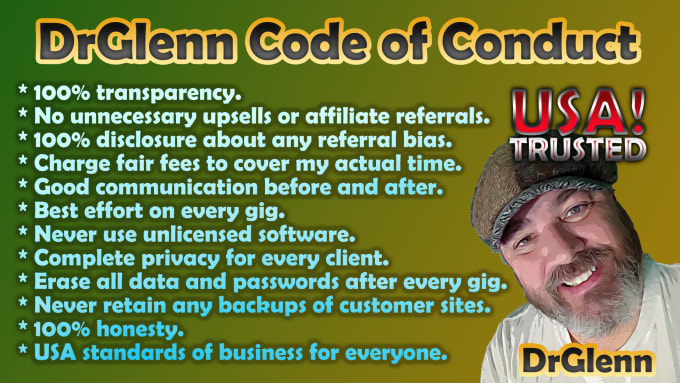 DrGlenn Code of Conduct
* 100% transparency.
* No unnecessary upsells or affiliate referrals.
* 100% disclosure about any referral bias.
* Charge fair fees to cover my actual time.
* Good communication before and after.
* Best effort on every gig.
* Never use unlicensed software.
* Complete privacy for every client.
* Erase all data and passwords after every gig.
* Never retain any backups of customer sites.
* 100% honesty.
* USA standards of business for everyone.
USA!
TRUSTED
DrGlenn